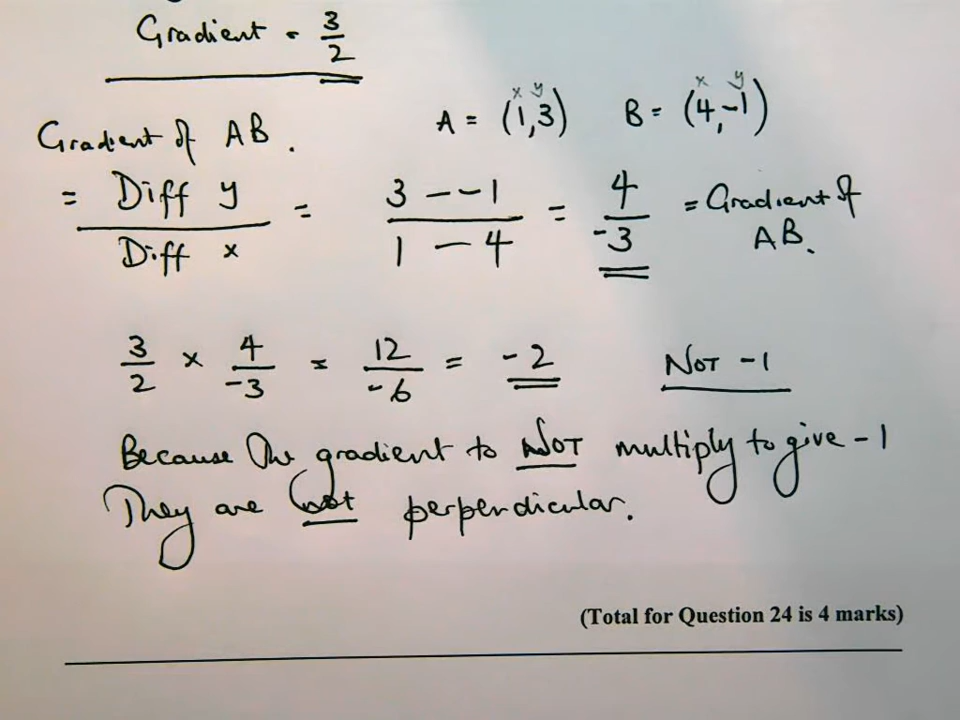 Gradient = 3/2
A = (1,3) B = (4,-1)
x y x y
Gradient of AB.
= Diff y / Diff x = 3 - -1 / 1 - 4 = 4/-3 = Gradient of AB.
3/2 × 4/-3 = 12/-6 = -2 NOT -1
Because the gradient to NOT multiply to give -1
They are not perpendicular.
(Total for Question 24 is 4 marks)